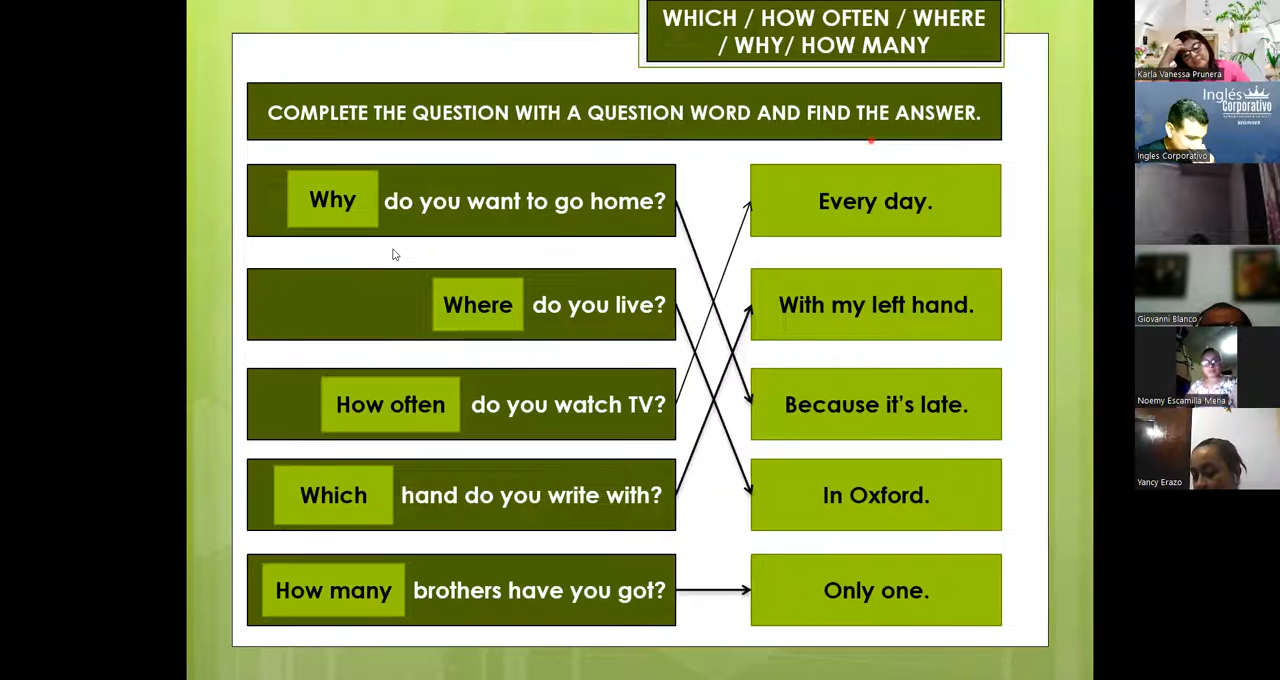 WHICH / HOW OFTEN / WHERE
/ WHY/ HOW MANY
COMPLETE THE QUESTION WITH A QUESTION WORD AND FIND THE ANSWER.
Why do you want to go home?
Every day.
Where do you live?
With my left hand.
How often do you watch TV?
Because it's late.
Which hand do you write with?
In Oxford.
How many brothers have you got?
Only one.
Karla Vanessa Prunera
Inglés
Corporativo
BEGINNER
Ingles Corporativo
Giovanni Blanco
Noemy Escamilla Mena
Yancy Erazo